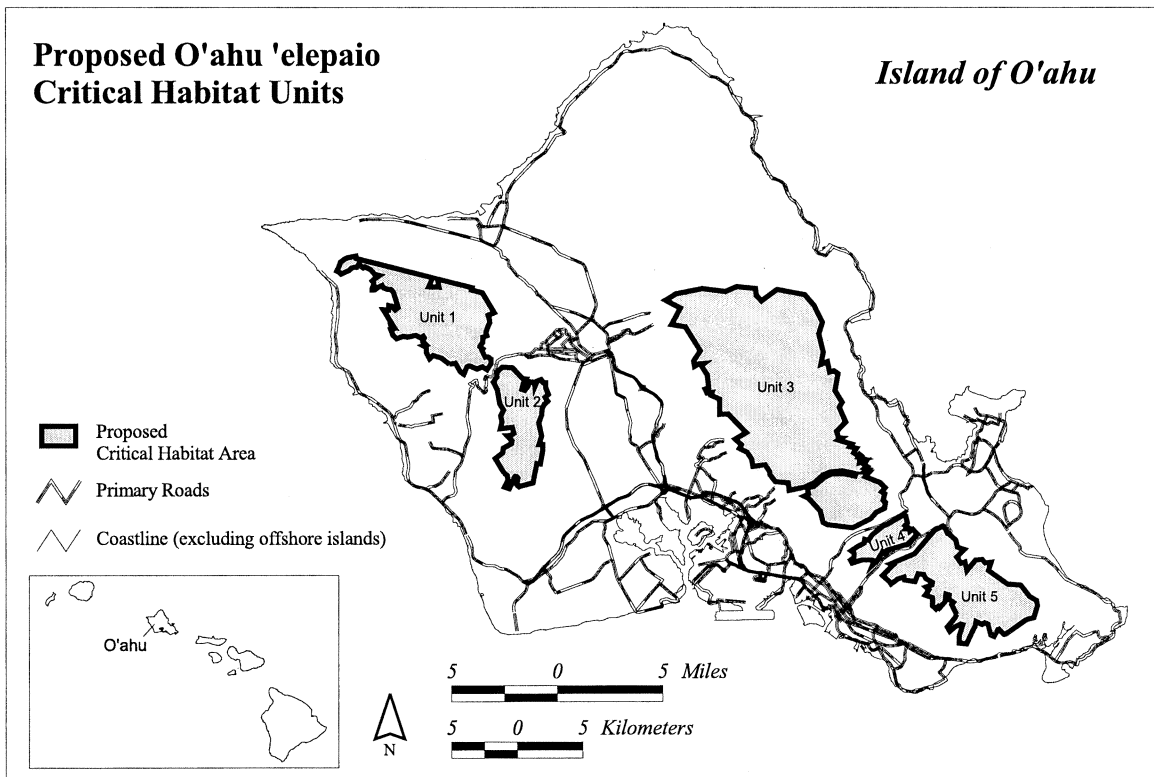 Proposed O'ahu 'elepaio
Critical Habitat Units
Island of O'ahu
Unit 1
Unit 2
Unit 3
Unit 4
Unit 5
Proposed
Critical Habitat Area
Primary Roads
Coastline (excluding offshore islands)
O'ahu
N
5 0 5 Miles
5 0 5 Kilometers